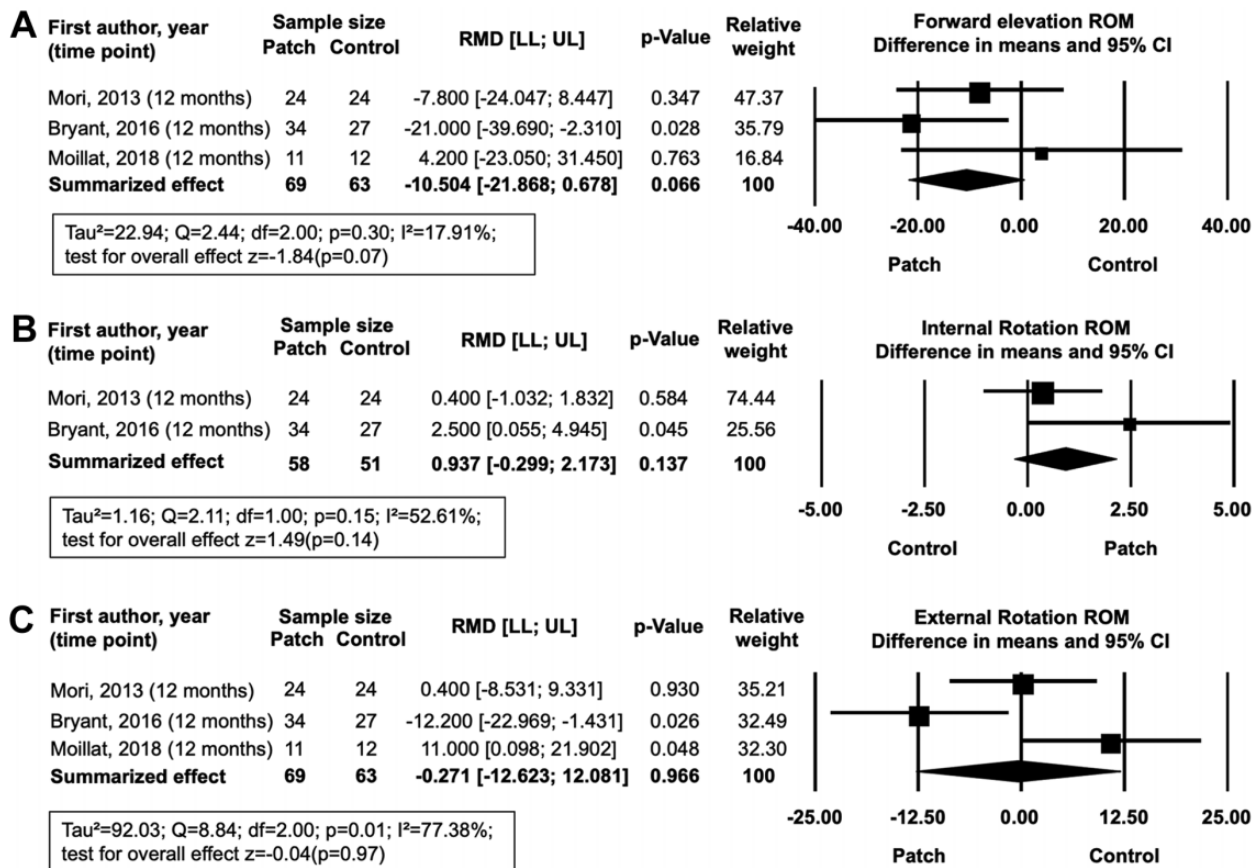 A First author, year (time point) Sample size Patch Control RMD [LL; UL] p-Value Relative weight Forward elevation ROM Difference in means and 95% CI
Mori, 2013 (12 months) 24 24 -7.800 [-24.047; 8.447] 0.347 47.37
Bryant, 2016 (12 months) 34 27 -21.000 [-39.690; -2.310] 0.028 35.79
Moillat, 2018 (12 months) 11 12 4.200 [-23.050; 31.450] 0.763 16.84
Summarized effect 69 63 -10.504 [-21.868; 0.678] 0.066 100
-40.00 -20.00 0.00 20.00 40.00
Patch Control
Tau²=22.94; Q=2.44; df=2.00; p=0.30; I²=17.91%;
test for overall effect z=-1.84(p=0.07)
B First author, year (time point) Sample size Patch Control RMD [LL; UL] p-Value Relative weight Internal Rotation ROM Difference in means and 95% CI
Mori, 2013 (12 months) 24 24 0.400 [-1.032; 1.832] 0.584 74.44
Bryant, 2016 (12 months) 34 27 2.500 [0.055; 4.945] 0.045 25.56
Summarized effect 58 51 0.937 [-0.299; 2.173] 0.137 100
-5.00 -2.50 0.00 2.50 5.00
Control Patch
Tau²=1.16; Q=2.11; df=1.00; p=0.15; I²=52.61%;
test for overall effect z=1.49(p=0.14)
C First author, year (time point) Sample size Patch Control RMD [LL; UL] p-Value Relative weight External Rotation ROM Difference in means and 95% CI
Mori, 2013 (12 months) 24 24 0.400 [-8.531; 9.331] 0.930 35.21
Bryant, 2016 (12 months) 34 27 -12.200 [-22.969; -1.431] 0.026 32.49
Moillat, 2018 (12 months) 11 12 11.000 [0.098; 21.902] 0.048 32.30
Summarized effect 69 63 -0.271 [-12.623; 12.081] 0.966 100
-25.00 -12.50 0.00 12.50 25.00
Patch Control
Tau²=92.03; Q=8.84; df=2.00; p=0.01; I²=77.38%;
test for overall effect z=-0.04(p=0.97)